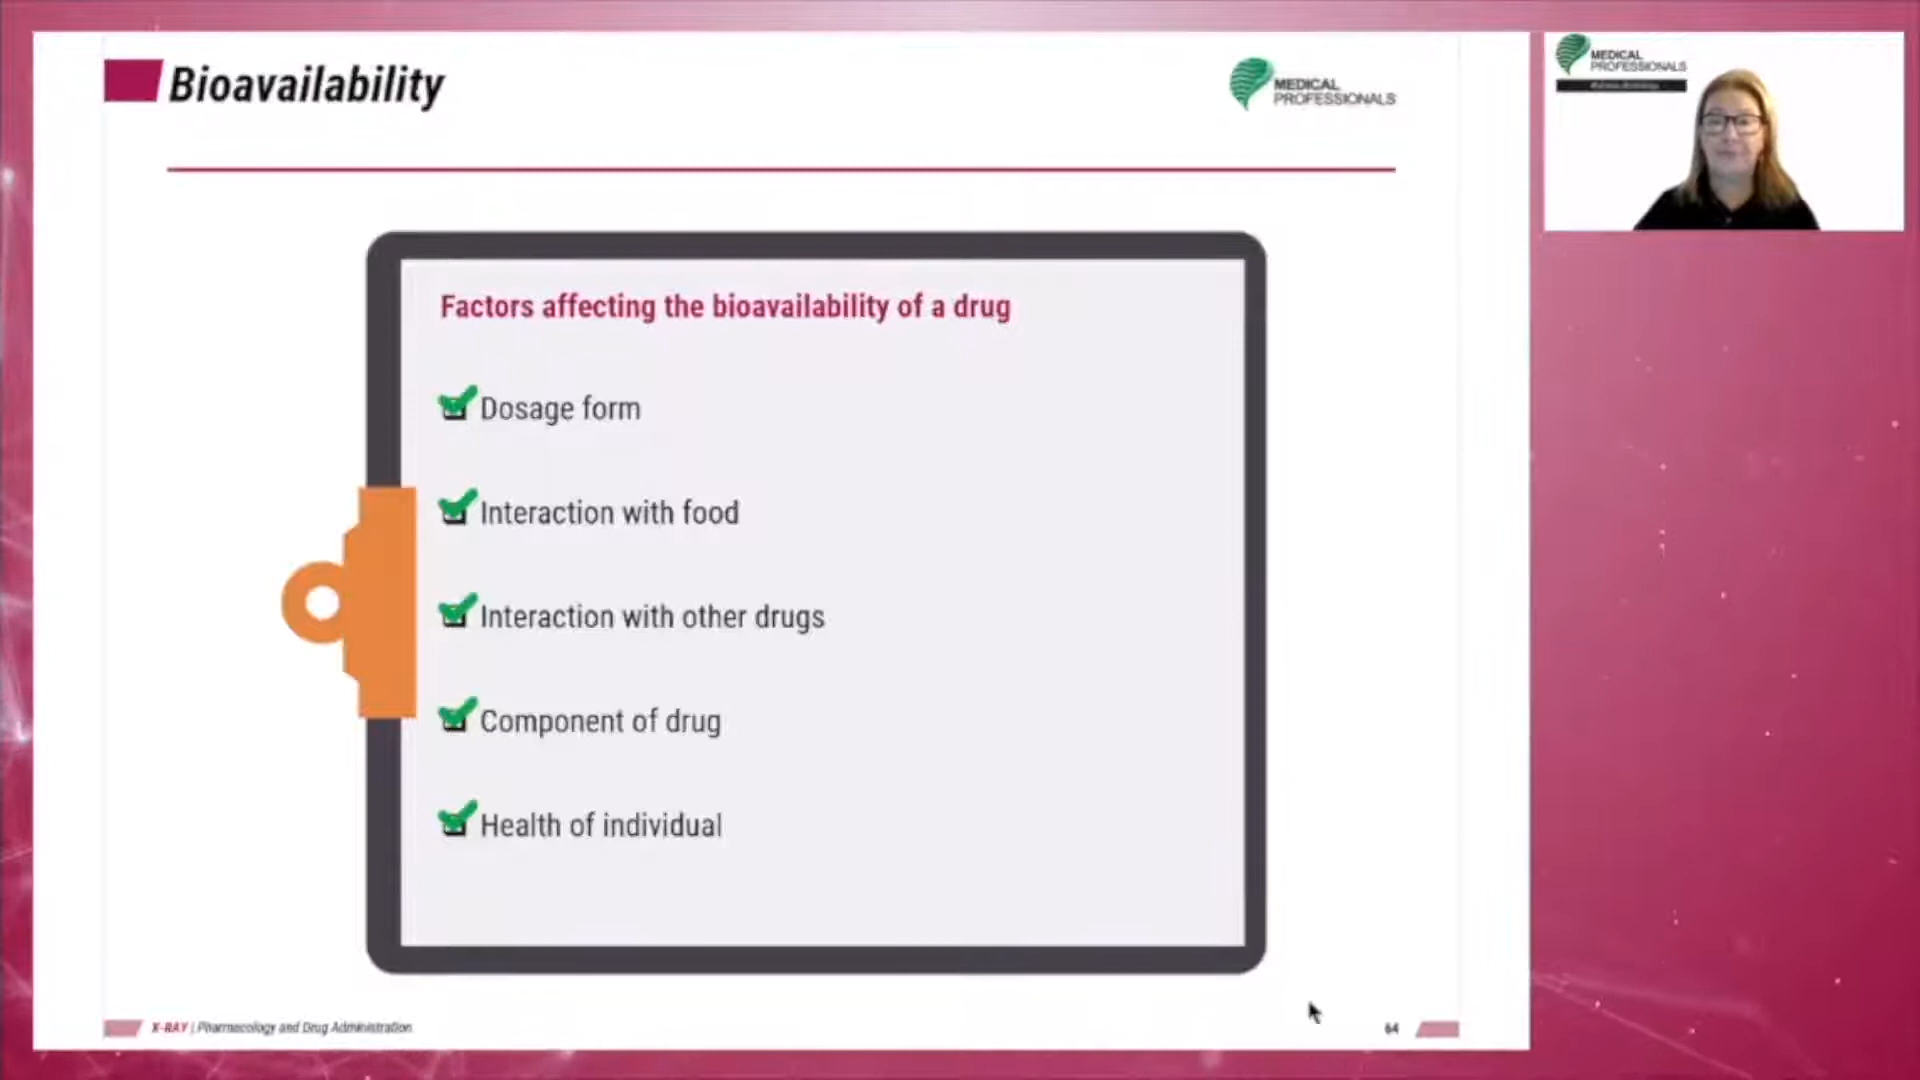 Bioavailability
MEDICAL
PROFESSIONALS
MEDICAL
PROFESSIONALS
Factors affecting the bioavailability of a drug
Dosage form
Interaction with food
Interaction with other drugs
Component of drug
Health of individual
X-RAY | Pharmacology and Drug Administration
64